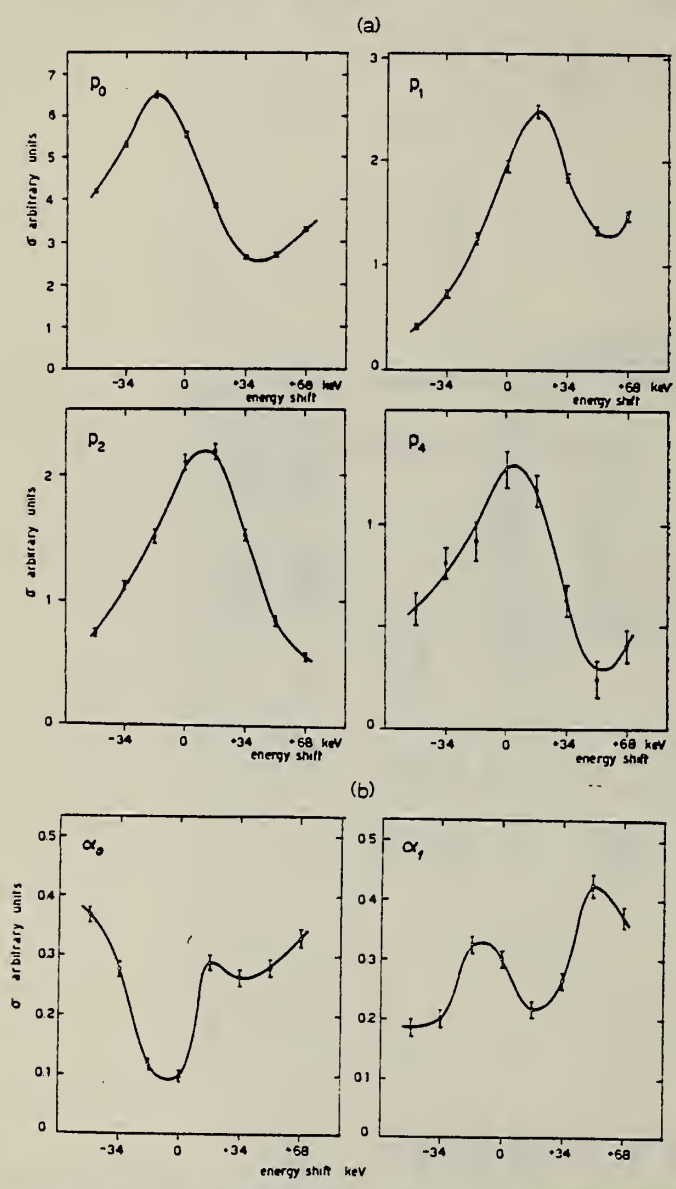 (a)
p0
7
6
5
4
3
2
1
0
σ arbitrary units
-34 0 +34 +68 keV
energy shift
p1
3
2
1
0
-34 0 +34 +68 keV
energy shift
p2
2
1
0
σ arbitrary units
-34 0 +34 +68 keV
energy shift
p4
1
0
-34 0 +34 +68 keV
energy shift
(b)
α0
0.5
0.4
0.3
0.2
0.1
0
σ arbitrary units
-34 0 +34 +68
energy shift keV
α1
0.5
0.4
0.3
0.2
0.1
0
-34 0 +34 +68